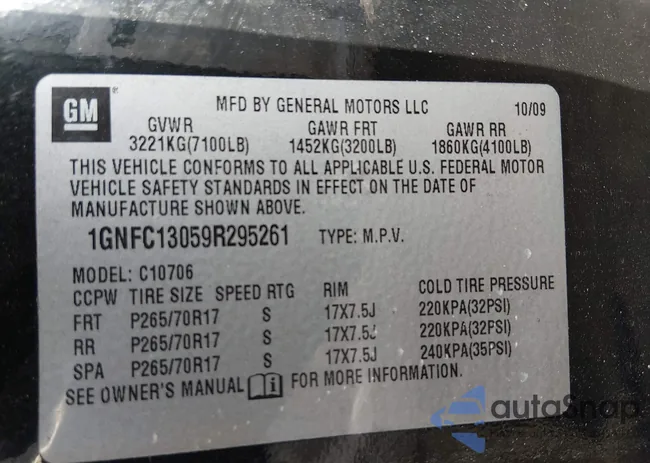 GM
MFD BY GENERAL MOTORS LLC 10/09
GVWR GAWR FRT GAWR RR
3221KG(7100LB) 1452KG(3200LB) 1860KG(4100LB)
THIS VEHICLE CONFORMS TO ALL APPLICABLE U.S. FEDERAL MOTOR
VEHICLE SAFETY STANDARDS IN EFFECT ON THE DATE OF
MANUFACTURE SHOWN ABOVE.
1GNFC13059R295261 TYPE: M.P.V.
MODEL: C10706
CCPW TIRE SIZE SPEED RTG RIM COLD TIRE PRESSURE
FRT P265/70R17 S 17X7.5J 220KPA(32PSI)
RR P265/70R17 S 17X7.5J 220KPA(32PSI)
SPA P265/70R17 S 17X7.5J 240KPA(35PSI)
SEE OWNER'S MANUAL i FOR MORE INFORMATION.
autoSnap